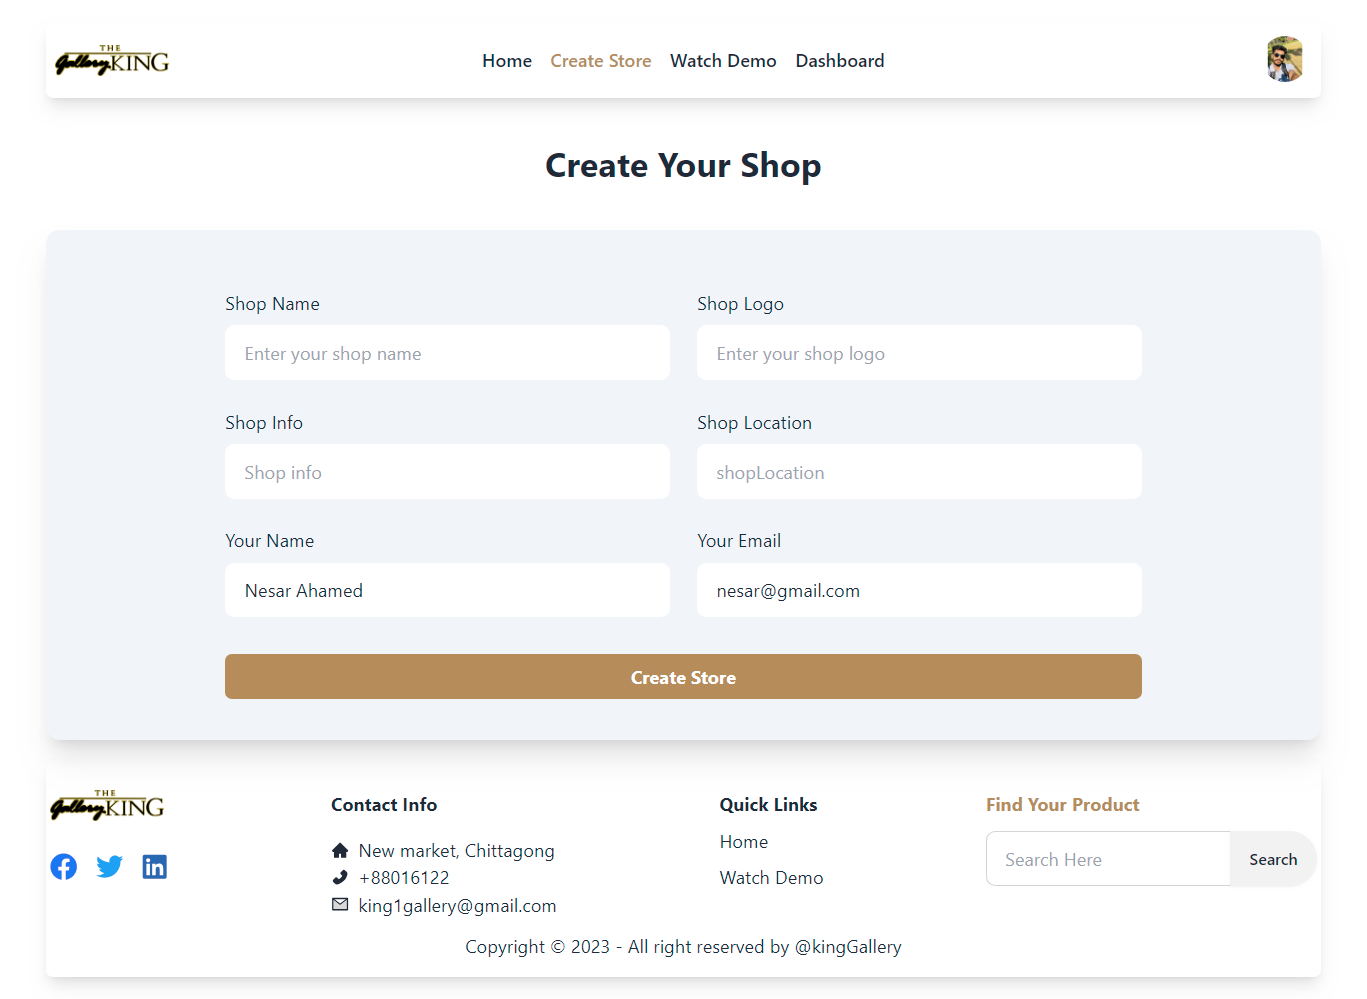 THE
Gallery KING
Home Create Store Watch Demo Dashboard
Create Your Shop
Shop Name
Enter your shop name
Shop Logo
Enter your shop logo
Shop Info
Shop info
Shop Location
shopLocation
Your Name
Nesar Ahamed
Your Email
nesar@gmail.com
Create Store
THE
Gallery KING
Contact Info
New market, Chittagong
+88016122
king1gallery@gmail.com
Quick Links
Home
Watch Demo
Find Your Product
Search Here Search
Copyright © 2023 - All right reserved by @kingGallery